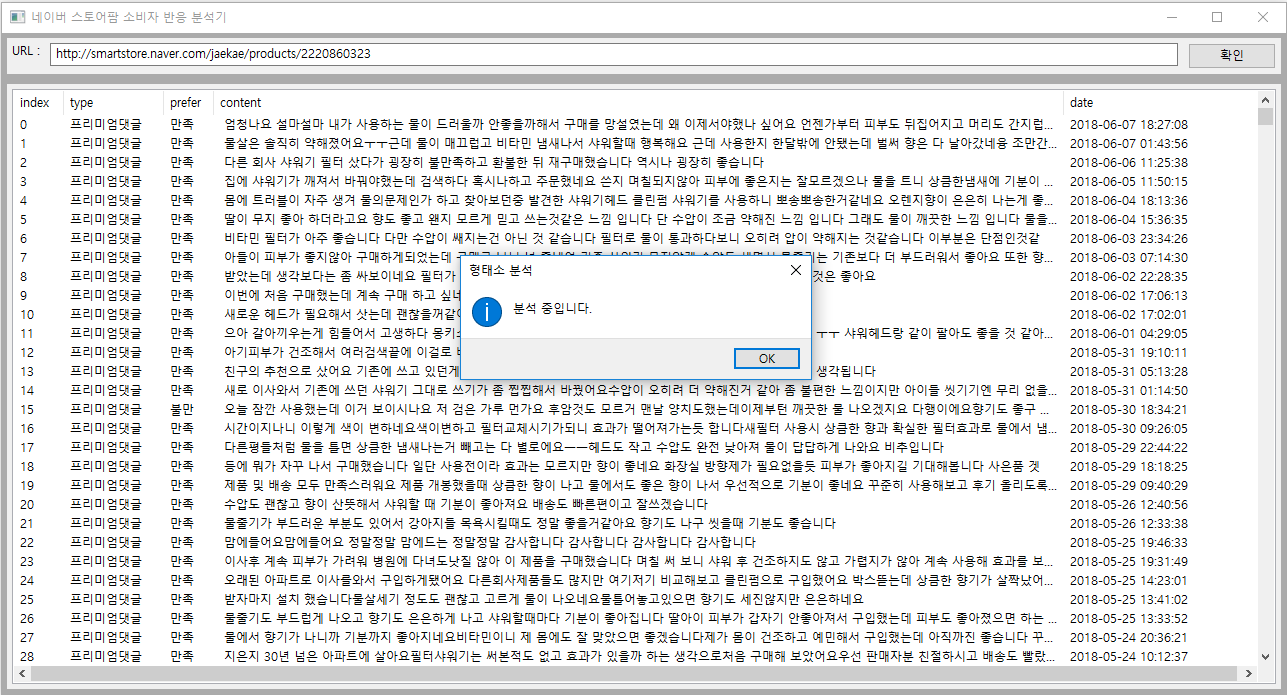 네이버 스토어팜 소비자 반응 분석기
URL : http://smartstore.naver.com/jaekae/products/2220860323 확인
index type prefer content date
0 프리미엄댓글 만족 엄청나요 설마설마 내가 사용하는 물이 드러울까 안좋을까해서 구매를 망설였는데 왜 이제서야했나 싶어요 언젠가부터 피부도 뒤집어지고 머리도 간지럽... 2018-06-07 18:27:08
1 프리미엄댓글 만족 물살은 솔직히 약해졌어요ㅜㅜ근데 물이 매끄럽고 비타민 냄새나서 샤워할때 행복해요 근데 사용한지 한달밖에 안됐는데 벌써 향은 다 날아갔네용 조만간... 2018-06-07 01:43:56
2 프리미엄댓글 만족 다른 회사 샤워기 필터 샀다가 굉장히 불만족하고 환불한 뒤 재구매했습니다 역시나 굉장히 좋습니다 2018-06-06 11:25:38
3 프리미엄댓글 만족 집에 샤워기가 깨져서 바꿔야했는데 검색하다 혹시나하고 주문했네요 쓴지 며칠되지않아 피부에 좋은지는 잘모르겠으나 물을 트니 상큼한냄새에 기분이 ... 2018-06-05 11:50:15
4 프리미엄댓글 만족 몸에 트러블이 자주 생겨 물의문제인가 하고 찾아보던중 발견한 샤워기헤드 클린펌 샤워기를 사용하니 뽀송뽀송한거같네요 오렌지향이 은은히 나는게 좋... 2018-06-04 18:13:36
5 프리미엄댓글 만족 딸이 무지 좋아 하더라고요 향도 좋고 왠지 모르게 믿고 쓰는것같은 느낌 입니다 단 수압이 조금 약해진 느낌 입니다 그래도 물이 깨끗한 느낌 입니다 물을... 2018-06-04 15:36:35
6 프리미엄댓글 만족 비타민 필터가 아주 좋습니다 다만 수압이 쌔지는건 아닌 것 같습니다 필터로 물이 통과하다보니 오히려 압이 약해지는 것같습니다 이부분은 단점인것같 2018-06-03 23:34:26
7 프리미엄댓글 만족 아들이 피부가 좋지않아 구매하게되었는데 는 기존보다 더 부드러워서 좋아요 또한 향... 2018-06-03 07:14:30
8 프리미엄댓글 만족 받았는데 생각보다는 좀 싸보이네요 필터가 것은 좋아요 2018-06-02 22:28:35
9 프리미엄댓글 만족 이번에 처음 구매했는데 계속 구매 하고 싶네 2018-06-02 17:06:13
10 프리미엄댓글 만족 새로운 헤드가 필요해서 삿는데 괜찮을꺼같 2018-06-02 17:02:01
11 프리미엄댓글 만족 으아 갈아끼우는게 힘들어서 고생하다 몽키 ㅜㅜ 샤워헤드랑 같이 팔아도 좋을 것 같아... 2018-06-01 04:29:05
12 프리미엄댓글 만족 아기피부가 건조해서 여러검색끝에 이걸로 2018-05-31 19:10:11
13 프리미엄댓글 만족 친구의 추천으로 샀어요 기존에 쓰고 있던게 생각됩니다 2018-05-31 05:13:28
형태소 분석
분석 중입니다.
OK
14 프리미엄댓글 만족 새로 이사와서 기존에 쓰던 샤워기 그대로 쓰기가 좀 찝찝해서 바꿨어요수압이 오히려 더 약해진거 같아 좀 불편한 느낌이지만 아이들 씻기기엔 무리 없을... 2018-05-31 01:14:50
15 프리미엄댓글 불만 오늘 잠깐 사용했는데 이거 보이시나요 저 검은 가루 먼가요 후암것도 모르거 맨날 양치도했는데이제부턴 깨끗한 물 나오겠지요 다행이에요향기도 좋구 ... 2018-05-30 18:34:21
16 프리미엄댓글 만족 시간이지나니 이렇게 색이 변하네요색이변하고 필터교체시기가되니 효과가 떨어져가는듯 합니다새필터 사용시 상큼한 향과 확실한 필터효과로 물에서 냄... 2018-05-30 09:26:05
17 프리미엄댓글 만족 다른평들처럼 물을 틀면 상큼한 냄새나는거 빼고는 다 별로에요ㅡㅡ헤드도 작고 수압도 완전 낮아져 물이 답답하게 나와요 비추입니다 2018-05-29 22:44:22
18 프리미엄댓글 만족 등에 뭐가 자꾸 나서 구매했습니다 일단 사용전이라 효과는 모르지만 향이 좋네요 화장실 방향제가 필요없을듯 피부가 좋아지길 기대해봅니다 사은품 겟 2018-05-29 18:18:25
19 프리미엄댓글 만족 제품 및 배송 모두 만족스러워요 제품 개봉했을때 상큼한 향이 나고 물에서도 좋은 향이 나서 우선적으로 기분이 좋네요 꾸준히 사용해보고 후기 올리도록... 2018-05-29 09:40:29
20 프리미엄댓글 만족 수압도 괜찮고 향이 산뜻해서 샤워할 때 기분이 좋아져요 배송도 빠른편이고 잘쓰겠습니다 2018-05-26 12:40:56
21 프리미엄댓글 만족 물줄기가 부드러운 부분도 있어서 강아지들 목욕시킬때도 정말 좋을거같아요 향기도 나구 씻을때 기분도 좋습니다 2018-05-26 12:33:38
22 프리미엄댓글 만족 맘에들어요맘에들어요 정말정말 맘에드는 정말정말 감사합니다 감사합니다 감사합니다 감사합니다 2018-05-25 19:46:33
23 프리미엄댓글 만족 이사후 계속 피부가 가려워 병원에 다녀도낫질 않아 이 제품을 구매했습니다 며칠 써 보니 샤워 후 건조하지도 않고 가렵지가 않아 계속 사용해 효과를 보... 2018-05-25 19:31:49
24 프리미엄댓글 만족 오래된 아파트로 이사들와서 구입하게됐어요 다른회사제품들도 많지만 여기저기 비교해보고 클린펌으로 구입했어요 박스뜯는데 상큼한 향기가 살짝났어... 2018-05-25 14:23:01
25 프리미엄댓글 만족 받자마자 설치 했습니다물살세기 정도도 괜찮고 고르게 물이 나오네요물틀어놓고있으면 향기도 세진않지만 은은하네요 2018-05-25 13:41:02
26 프리미엄댓글 만족 물줄기도 부드럽게 나오고 향기도 은은하게 나고 샤워할때마다 기분이 좋아집니다 딸아이 피부가 갑자기 안좋아져서 구입했는데 피부도 좋아졌으면 하는 ... 2018-05-25 13:33:52
27 프리미엄댓글 만족 물에서 향기가 나니까 기분까지 좋아지네요비타민이니 제 몸에도 잘 맞았으면 좋겠습니다제가 몸이 건조하고 예민해서 구입했는데 아직까진 좋습니다 꾸... 2018-05-24 20:36:21
28 프리미엄댓글 만족 지은지 30년 넘은 아파트에 살아요필터샤워기는 써본적도 없고 효과가 있을까 하는 생각으로처음 구매해 보았어요우선 판매자분 친절하시고 배송도 빨랐... 2018-05-24 10:12:37